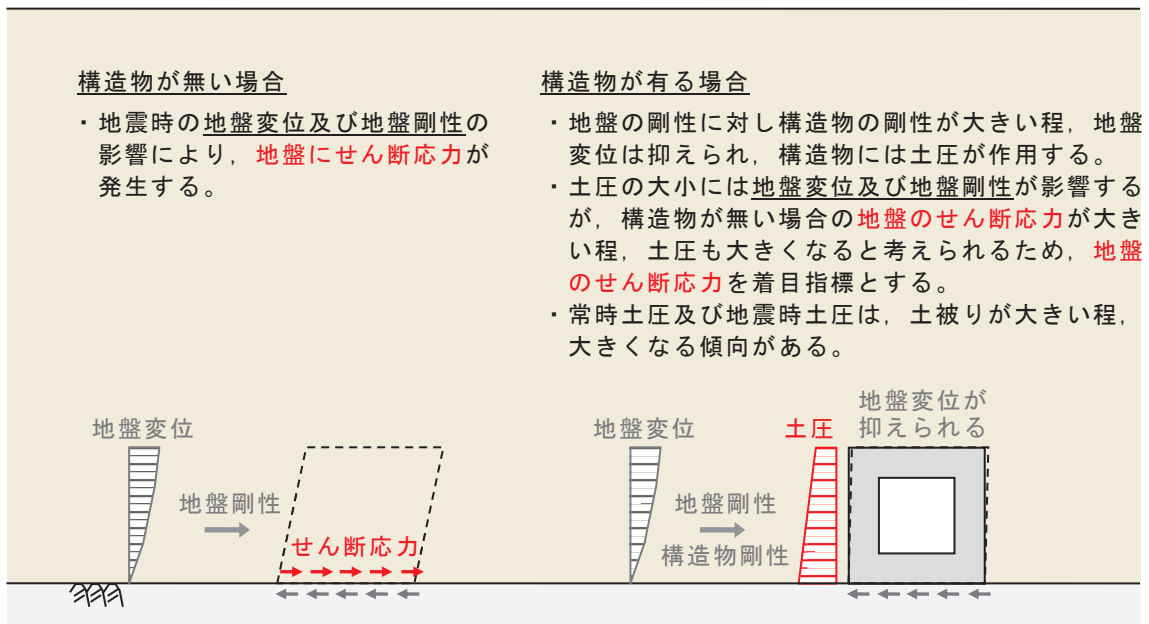 構造物が無い場合
・地震時の地盤変位及び地盤剛性の
影響により，地盤にせん断応力が
発生する。
構造物が有る場合
・地盤の剛性に対し構造物の剛性が大きい程，地盤
変位は抑えられ，構造物には土圧が作用する。
・土圧の大小には地盤変位及び地盤剛性が影響する
が，構造物が無い場合の地盤のせん断応力が大き
い程，土圧も大きくなると考えられるため，地盤
のせん断応力を着目指標とする。
・常時土圧及び地震時土圧は，土被りが大きい程，
大きくなる傾向がある。
地盤変位
地盤剛性
せん断応力
地盤変位
地盤剛性
構造物剛性
土圧
地盤変位が
抑えられる